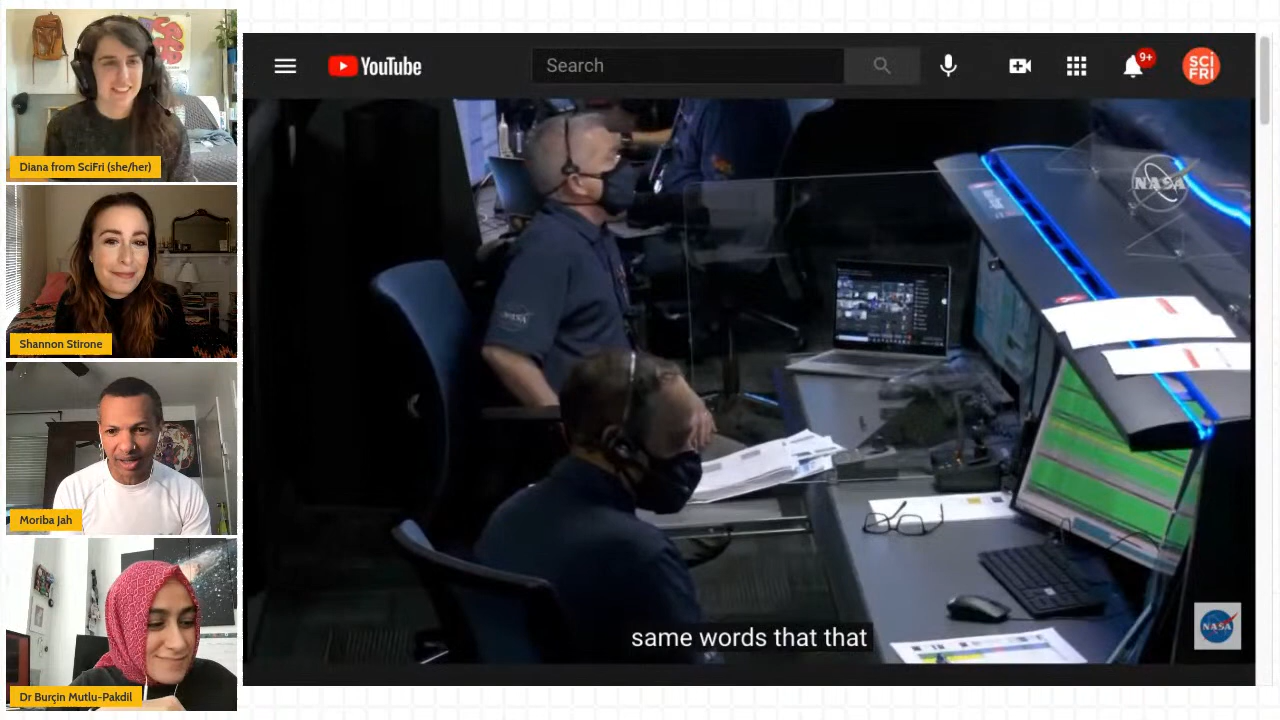 Diana from SciFri (she/her)
Shannon Stirone
Moriba Jah
Dr Burçin Mutlu-Pakdil
YouTube
Search
9+
SCI
FRI
NASA
NASA
NASA
same words that that